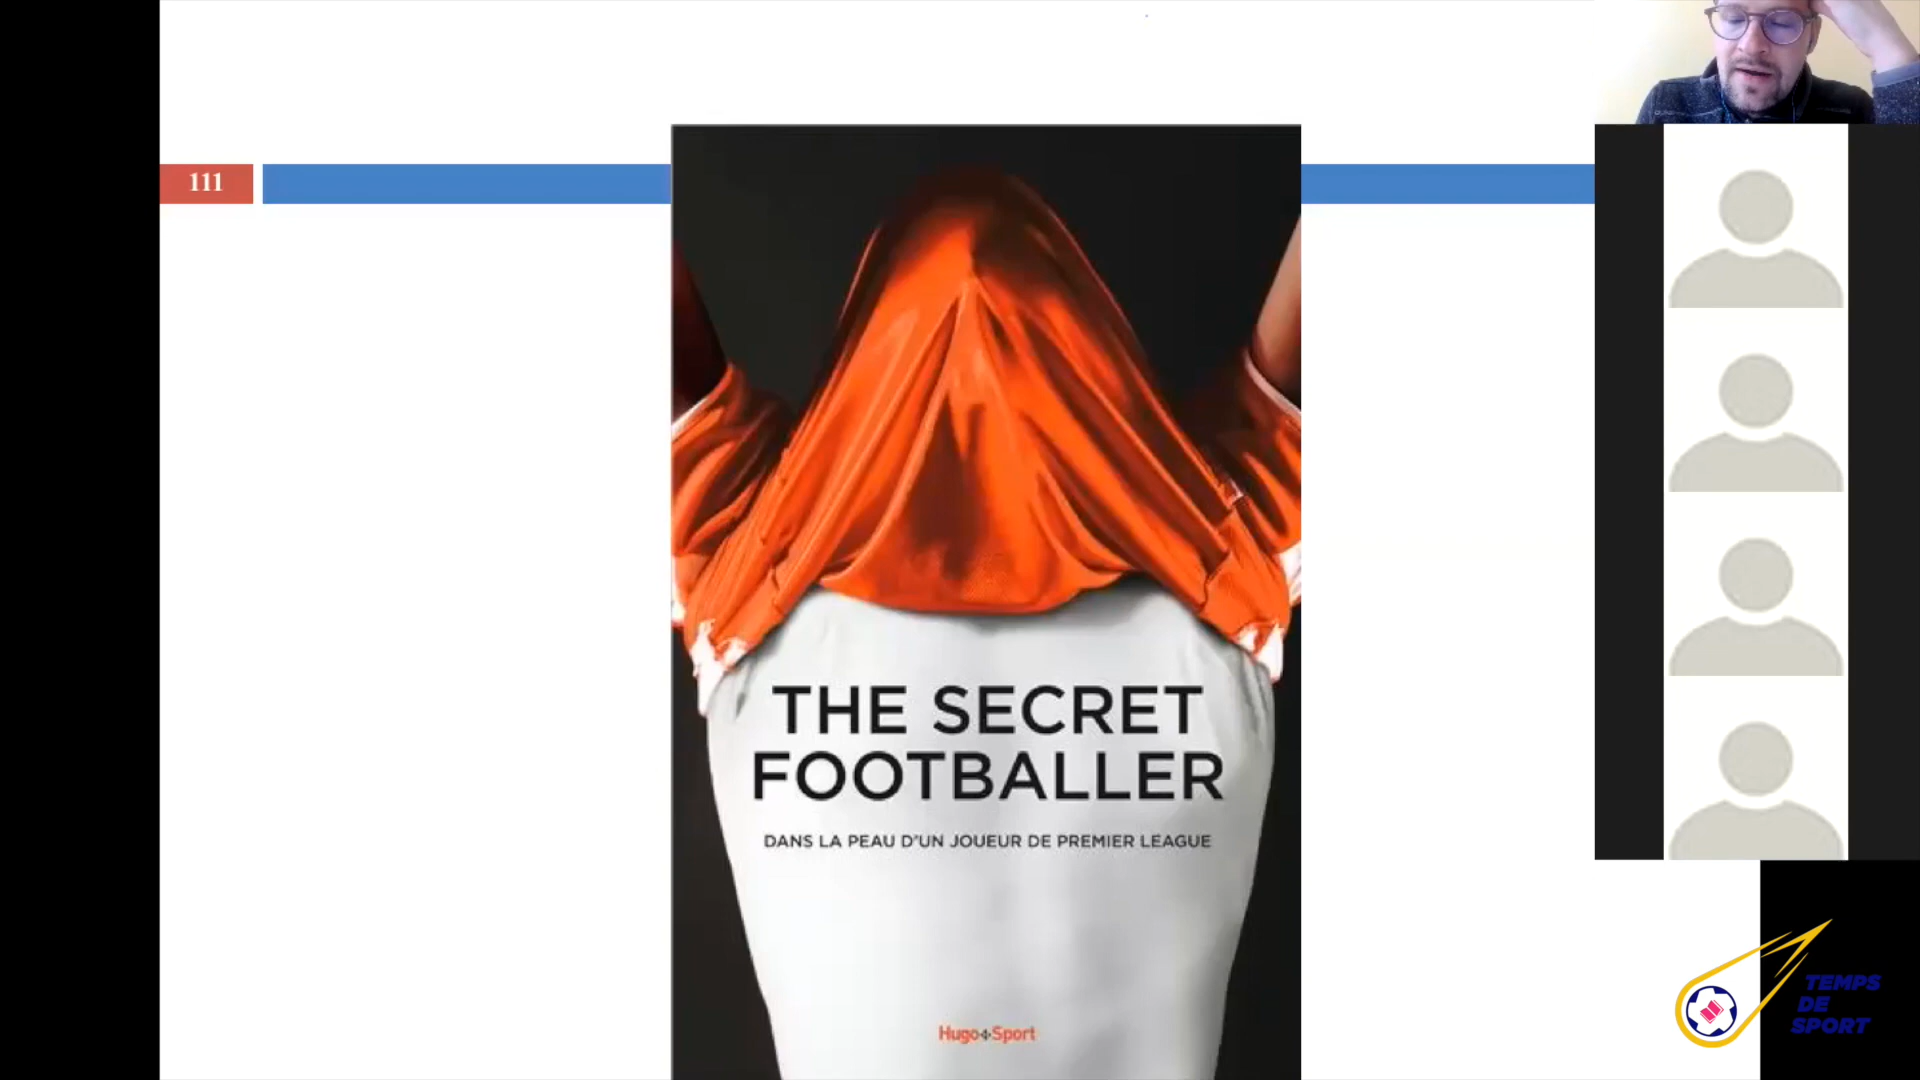 111
THE SECRET
FOOTBALLER
DANS LA PEAU D'UN JOUEUR DE PREMIER LEAGUE
Hugo Sport
TEMPS
DE
SPORT